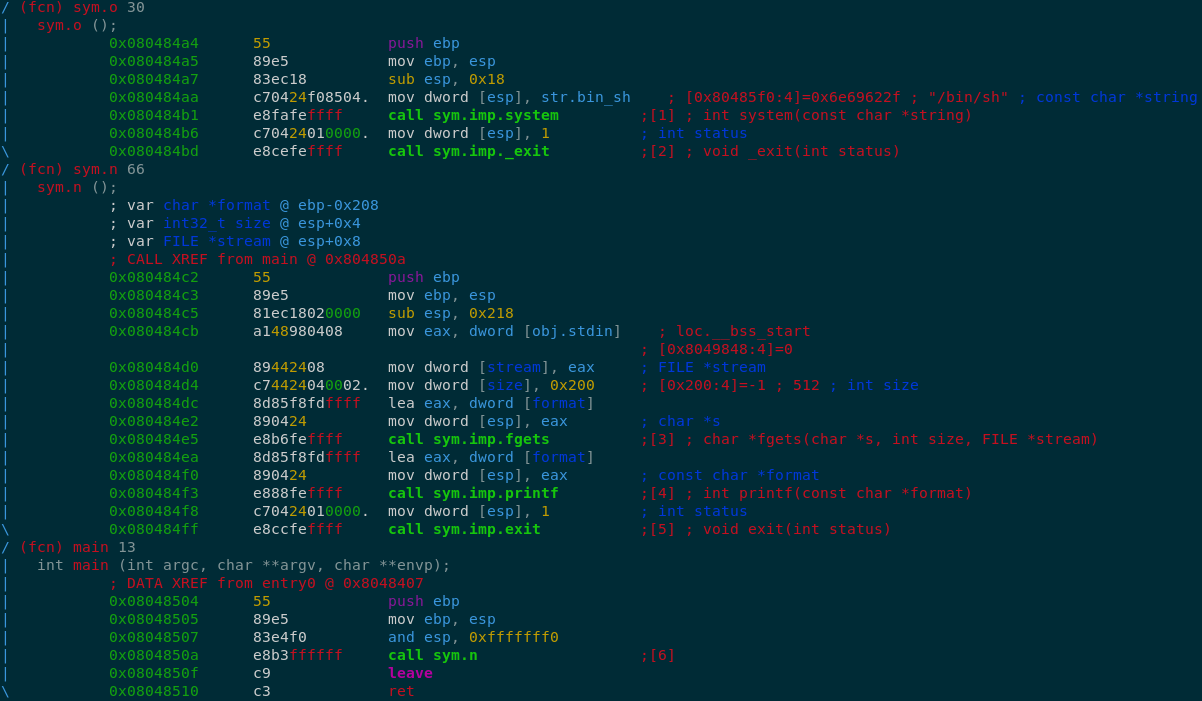 / (fcn) sym.o 30
|   sym.o ();
|           0x080484a4      55             push ebp
|           0x080484a5      89e5           mov ebp, esp
|           0x080484a7      83ec18         sub esp, 0x18
|           0x080484aa      c70424f08504.  mov dword [esp], str.bin_sh    ; [0x80485f0:4]=0x6e69622f ; "/bin/sh" ; const char *string
|           0x080484b1      e8fafeffff     call sym.imp.system         ;[1] ; int system(const char *string)
|           0x080484b6      c70424010000.  mov dword [esp], 1          ; int status
\           0x080484bd      e8cefeffff     call sym.imp._exit          ;[2] ; void _exit(int status)
/ (fcn) sym.n 66
|   sym.n ();
|           ; var char *format @ ebp-0x208
|           ; var int32_t size @ esp+0x4
|           ; var FILE *stream @ esp+0x8
|           ; CALL XREF from main @ 0x804850a
|           0x080484c2      55             push ebp
|           0x080484c3      89e5           mov ebp, esp
|           0x080484c5      81ec18020000   sub esp, 0x218
|           0x080484cb      a148980408     mov eax, dword [obj.stdin]    ; loc.__bss_start
|                                                                      ; [0x8049848:4]=0
|           0x080484d0      89442408       mov dword [stream], eax     ; FILE *stream
|           0x080484d4      c74424040002.  mov dword [size], 0x200     ; [0x200:4]=-1 ; 512 ; int size
|           0x080484dc      8d85f8fdffff   lea eax, dword [format]
|           0x080484e2      890424         mov dword [esp], eax        ; char *s
|           0x080484e5      e8b6feffff     call sym.imp.fgets          ;[3] ; char *fgets(char *s, int size, FILE *stream)
|           0x080484ea      8d85f8fdffff   lea eax, dword [format]
|           0x080484f0      890424         mov dword [esp], eax        ; const char *format
|           0x080484f3      e888feffff     call sym.imp.printf         ;[4] ; int printf(const char *format)
|           0x080484f8      c70424010000.  mov dword [esp], 1          ; int status
\           0x080484ff      e8ccfeffff     call sym.imp.exit           ;[5] ; void exit(int status)
/ (fcn) main 13
|   int main (int argc, char **argv, char **envp);
|           ; DATA XREF from entry0 @ 0x8048407
|           0x08048504      55             push ebp
|           0x08048505      89e5           mov ebp, esp
|           0x08048507      83e4f0         and esp, 0xfffffff0
|           0x0804850a      e8b3ffffff     call sym.n                  ;[6]
|           0x0804850f      c9             leave
\           0x08048510      c3             ret